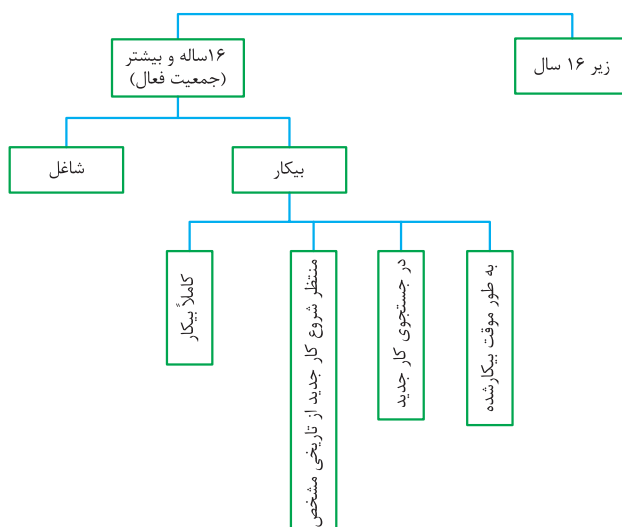 زیر ۱۶ سال
۱۶ساله و بیشتر
(جمعیت فعال)
بیکار
شاغل
به طور موقت بیکارشده
در جستجوی کار جدید
منتظر شروع کار جدید از تاریخی مشخص
کاملاً بیکار